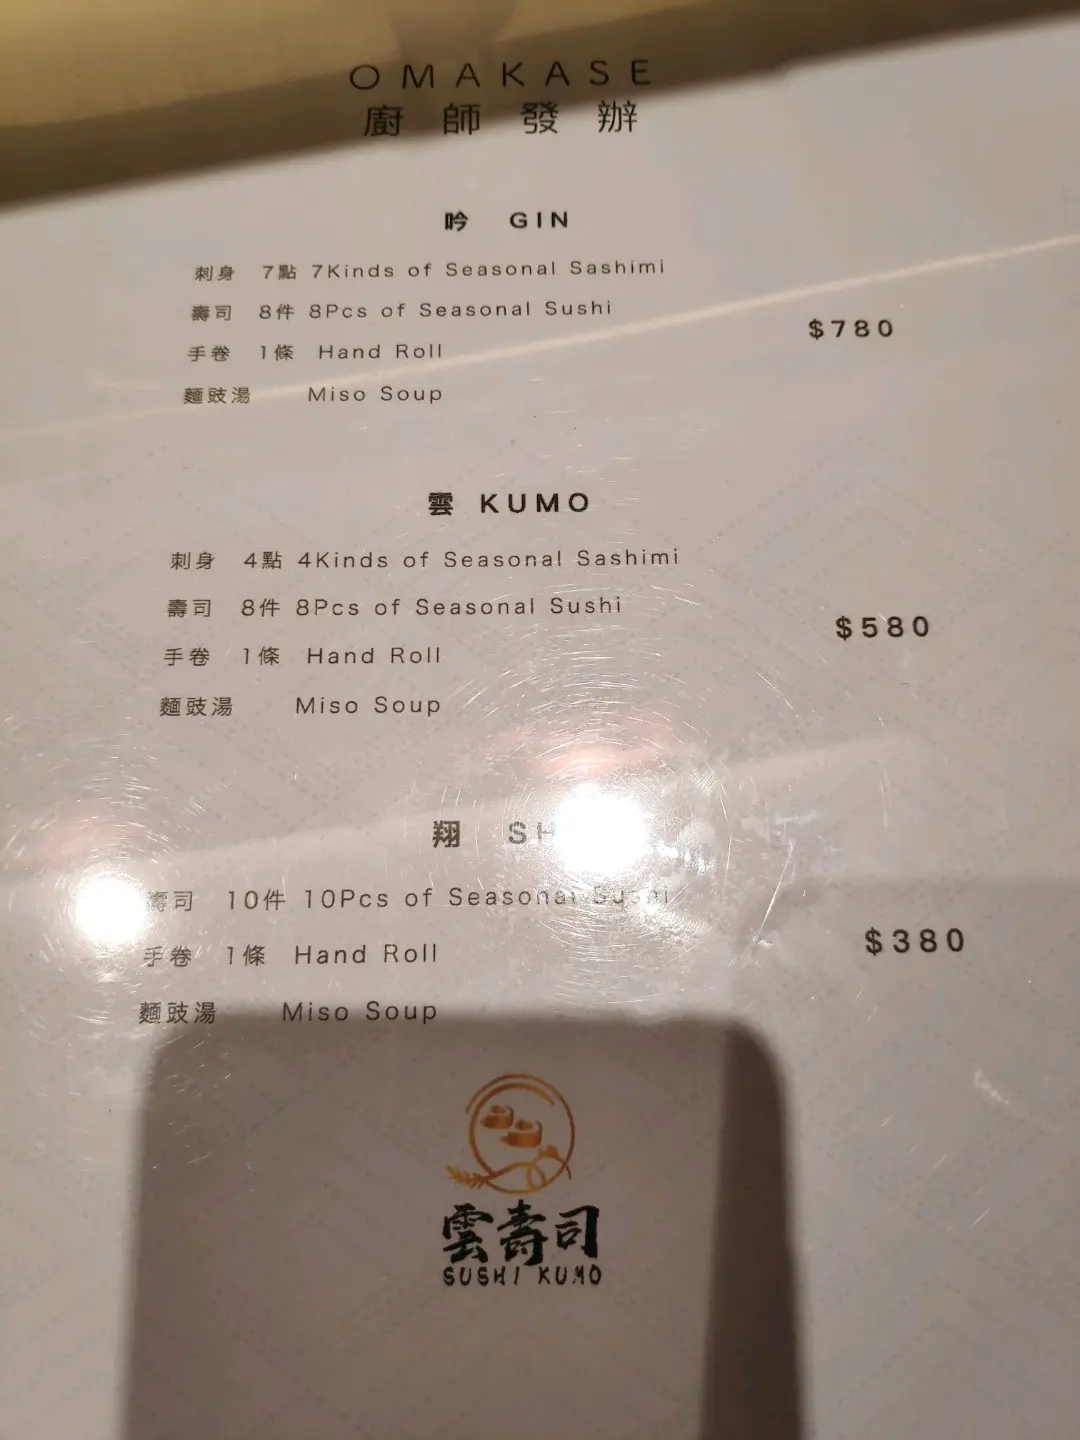 OMAKASE
廚師發辦
吟 GIN
刺身 7點 7Kinds of Seasonal Sashimi
壽司 8件 8Pcs of Seasonal Sushi
手卷 1條 Hand Roll
麵豉湯 Miso Soup
$780
雲 KUMO
刺身 4點 4Kinds of Seasonal Sashimi
壽司 8件 8Pcs of Seasonal Sushi
手卷 1條 Hand Roll
麵豉湯 Miso Soup
$580
翔
壽司 10件 10Pcs of Seasonal Sushi
手卷 1條 Hand Roll
麵豉湯 Miso Soup
$380
雲壽司
SUSHI KUMO